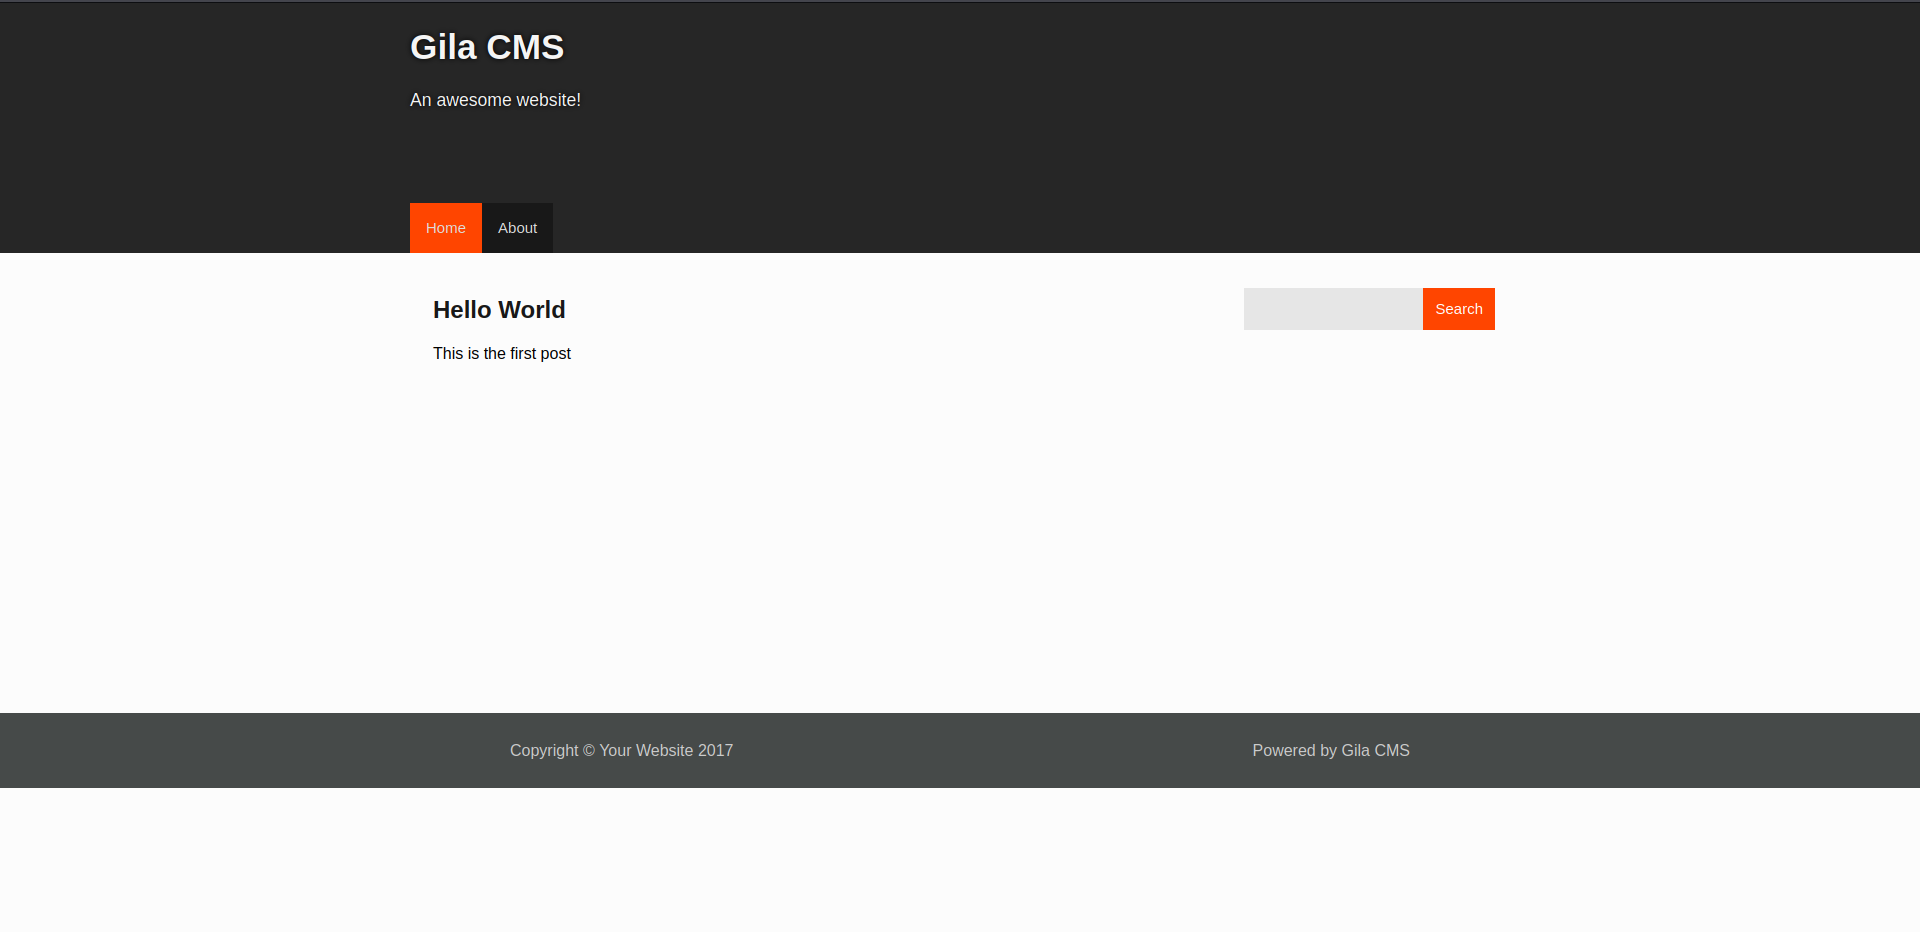 Gila CMS
An awesome website!
Home About
Hello World
Search
This is the first post
Copyright © Your Website 2017
Powered by Gila CMS